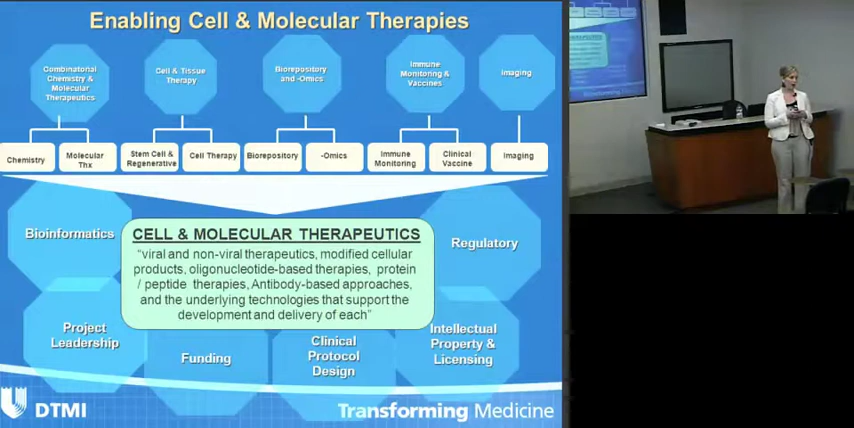 Enabling Cell & Molecular Therapies
Combinatorial
Chemistry &
Molecular
Therapeutics
Cell & Tissue
Therapy
Biorepository
and -Omics
Immune
Monitoring &
Vaccines
Imaging
Chemistry
Molecular
Thx
Stem Cell &
Regenerative
Cell Therapy
Biorepository
-Omics
Immune
Monitoring
Clinical
Vaccine
Imaging
Bioinformatics
CELL & MOLECULAR THERAPEUTICS
“viral and non-viral therapeutics, modified cellular
products, oligonucleotide-based therapies, protein
/ peptide therapies, Antibody-based approaches,
and the underlying technologies that support the
development and delivery of each”
Regulatory
Project
Leadership
Funding
Clinical
Protocol
Design
Intellectual
Property &
Licensing
DTMI
Transforming Medicine